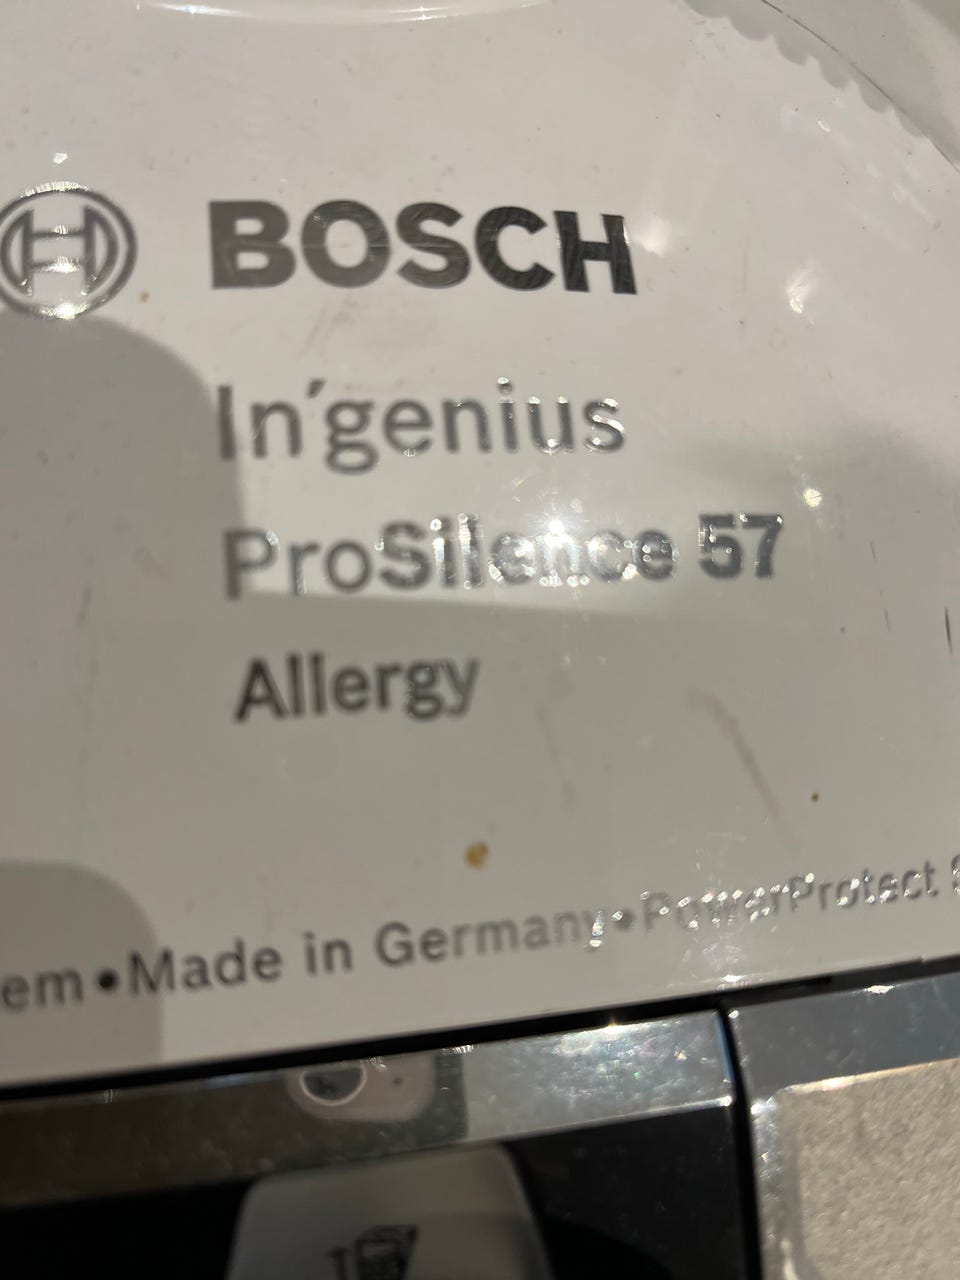 BOSCH
In'genius
ProSilence 57
Allergy
em•Made in Germany•PowerProtect S